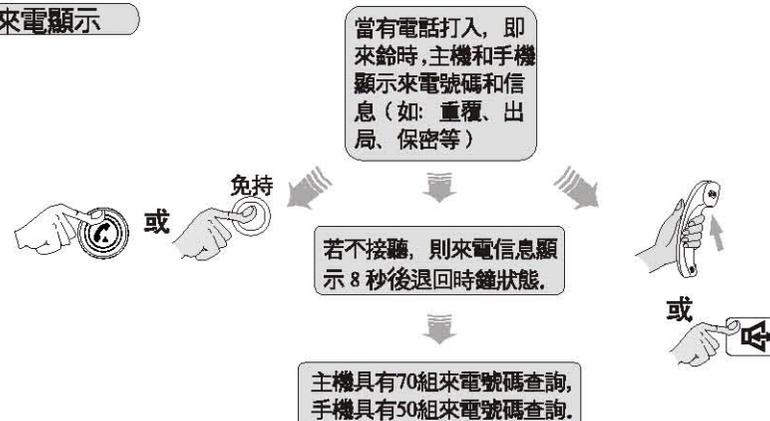 來電顯示
當有電話打入, 即
來鈴時,主機和手機
顯示來電號碼和信
息（如: 重覆、出
局、保密等）
免持
或
若不接聽, 則來電信息顯
示 8 秒後退回時鐘狀態.
或
主機具有70組來電號碼查詢,
手機具有50組來電號碼查詢.